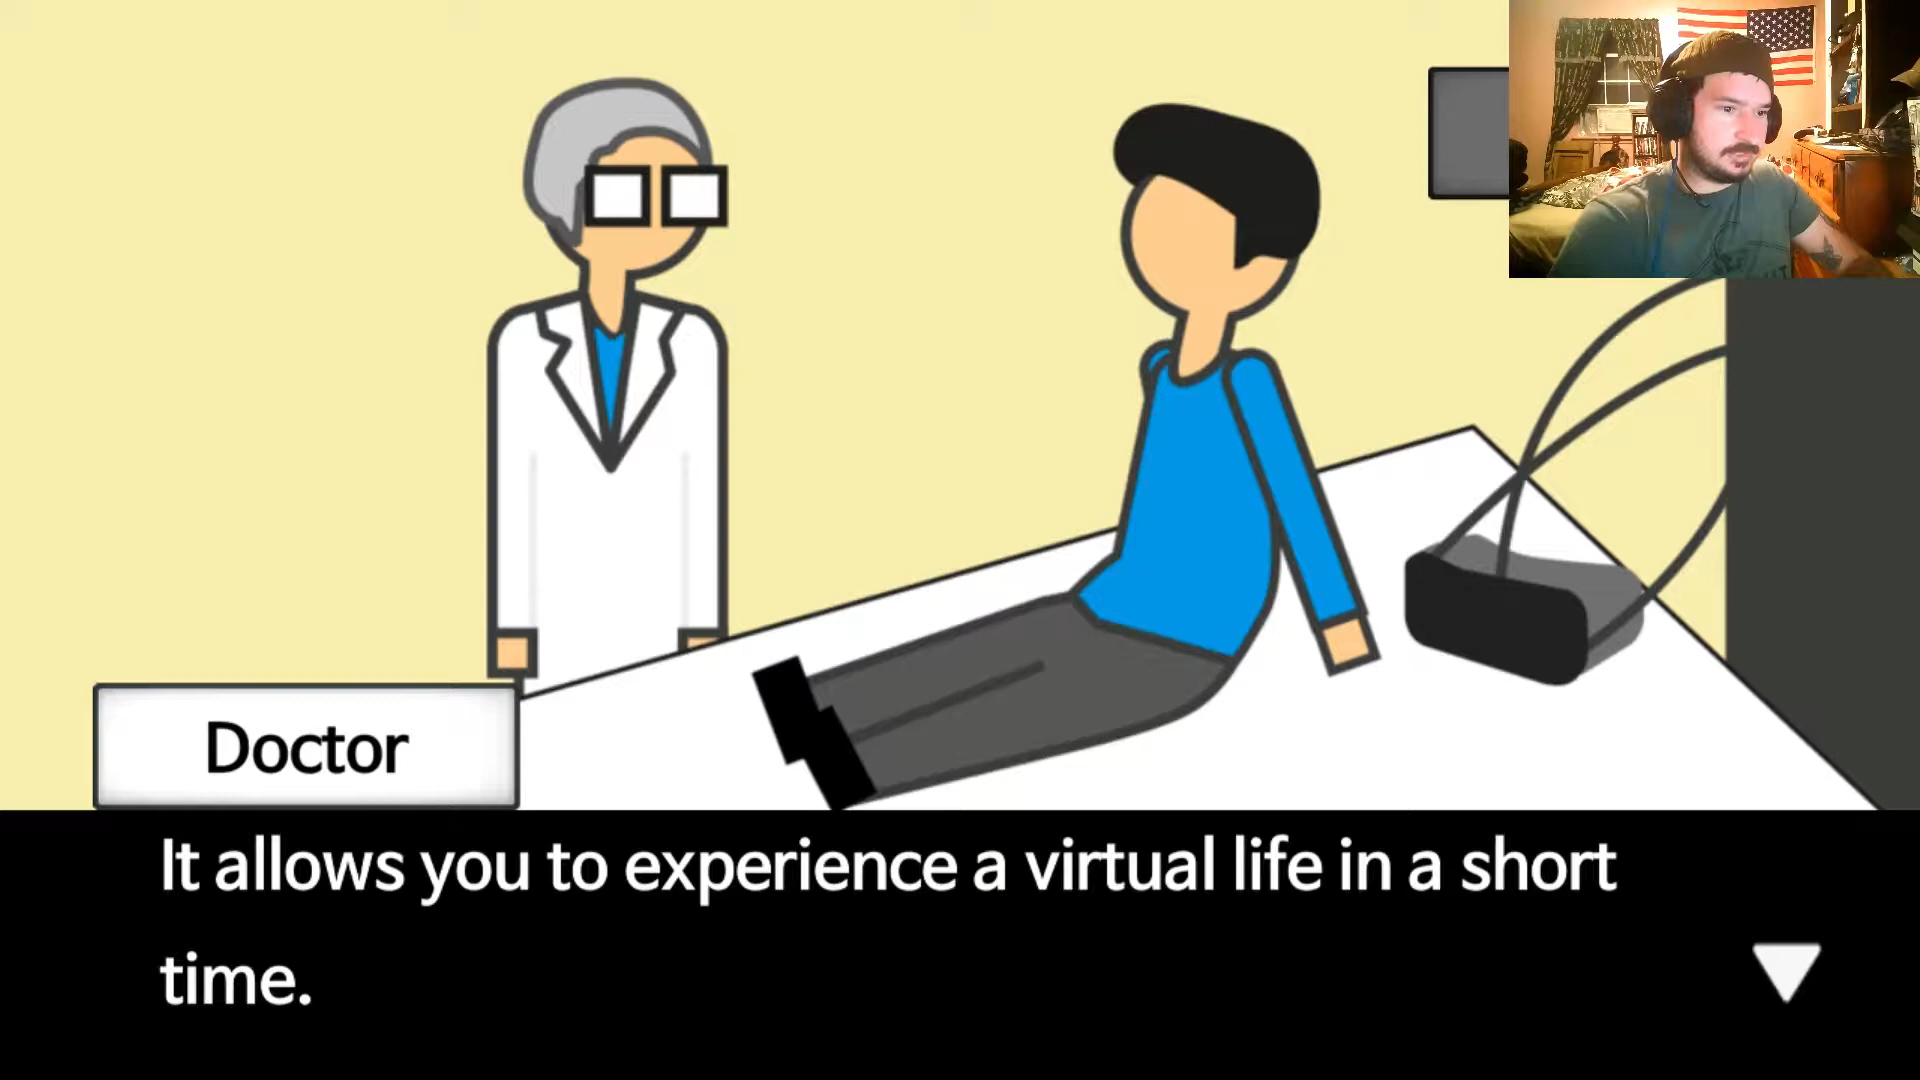 Doctor
It allows you to experience a virtual life in a short
time.